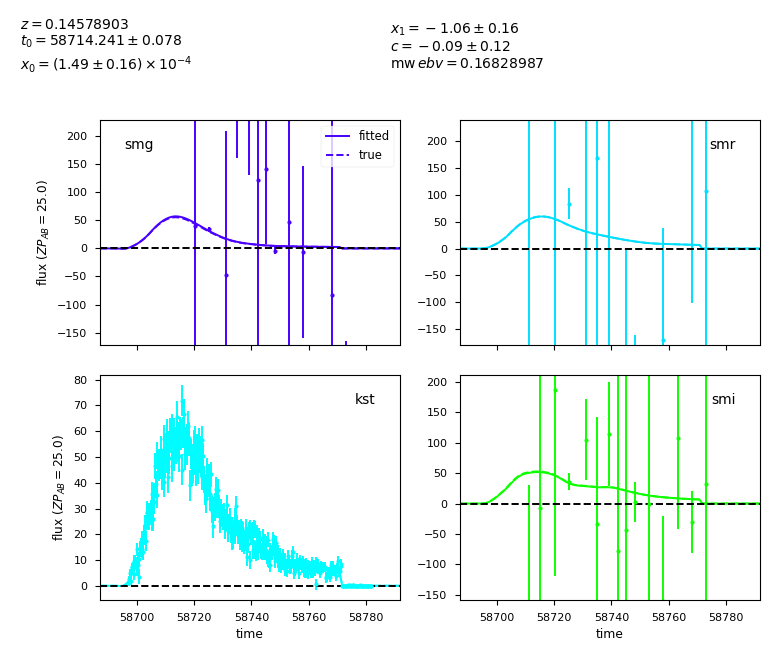 z = 0.14578903
t₀ = 58714.241 ± 0.078
x₀ = (1.49 ± 0.16) × 10⁻⁴
x₁ = −1.06 ± 0.16
c = −0.09 ± 0.12
mw ebv = 0.16828987
smg
fitted
true
200
150
100
50
0
−50
−100
−150
flux (ZP_AB = 25.0)
smr
200
150
100
50
0
−50
−100
−150
kst
80
70
60
50
40
30
20
10
0
flux (ZP_AB = 25.0)
58700 58720 58740 58760 58780
time
smi
200
150
100
50
0
−50
−100
−150
58700 58720 58740 58760 58780
time